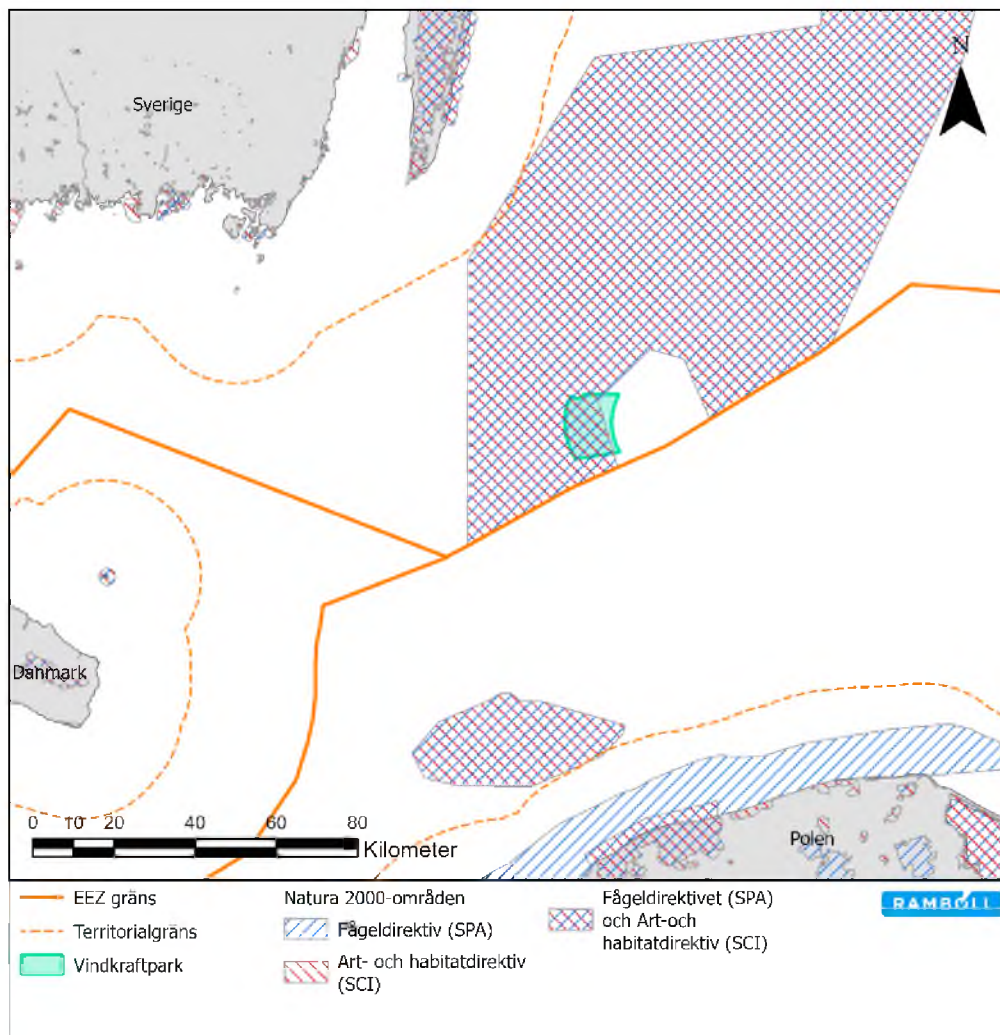 N
Sverige
Danmark
Polen
0 10 20 40 60 80
Kilometer
EEZ gräns
Territorialgräns
Vindkraftpark
Natura 2000-områden
Fågeldirektiv (SPA)
Art- och habitatdirektiv
(SCI)
Fågeldirektivet (SPA)
och Art-och
habitatdirektiv (SCI)
RAMBOLL